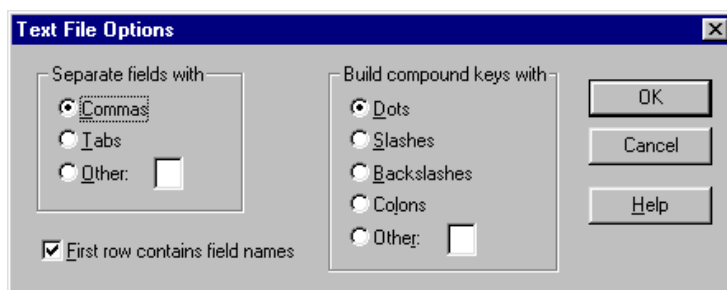 Text File Options
Separate fields with
Commas
Tabs
Other:
First row contains field names
Build compound keys with
Dots
Slashes
Backslashes
Colons
Other:
OK
Cancel
Help